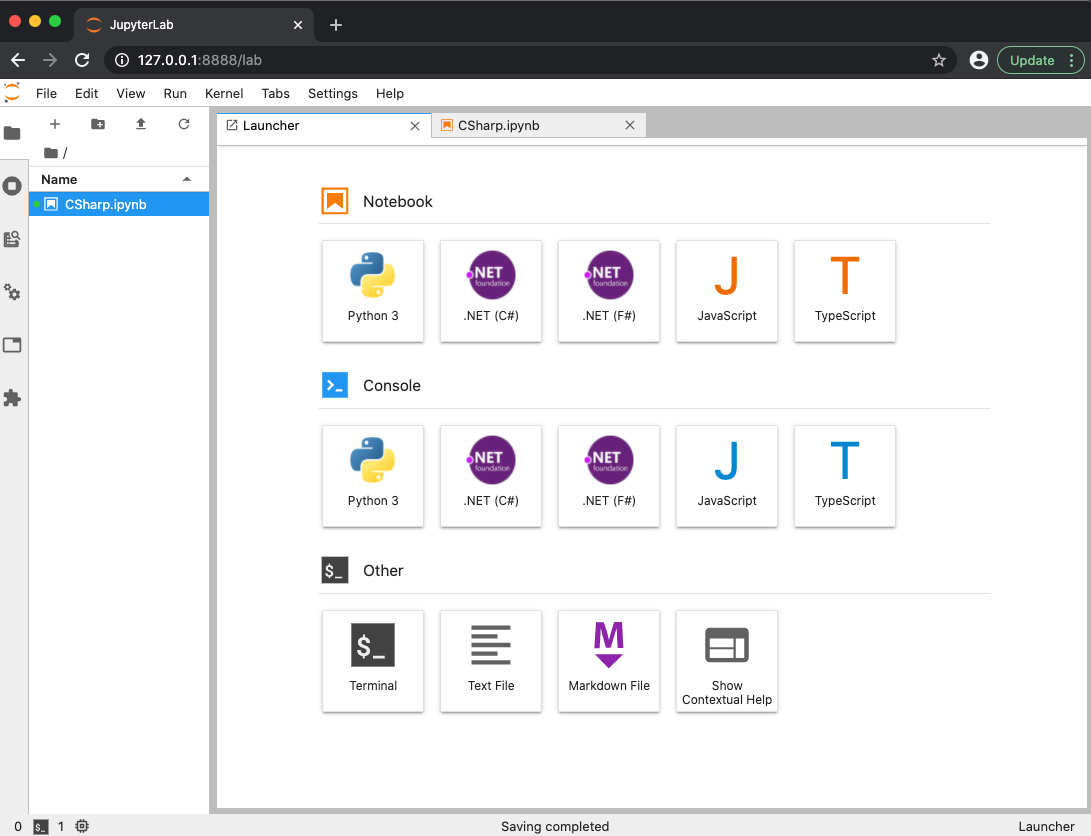 JupyterLab
127.0.0.1:8888/lab
Update
File Edit View Run Kernel Tabs Settings Help
/
Name
CSharp.ipynb
Launcher
CSharp.ipynb
Notebook
Python 3
.NET foundation
.NET (C#)
.NET foundation
.NET (F#)
J
JavaScript
T
TypeScript
Console
Python 3
.NET foundation
.NET (C#)
.NET foundation
.NET (F#)
J
JavaScript
T
TypeScript
$_
Other
$_
Terminal
Text File
M
Markdown File
Show
Contextual Help
0 $_ 1
Saving completed
Launcher